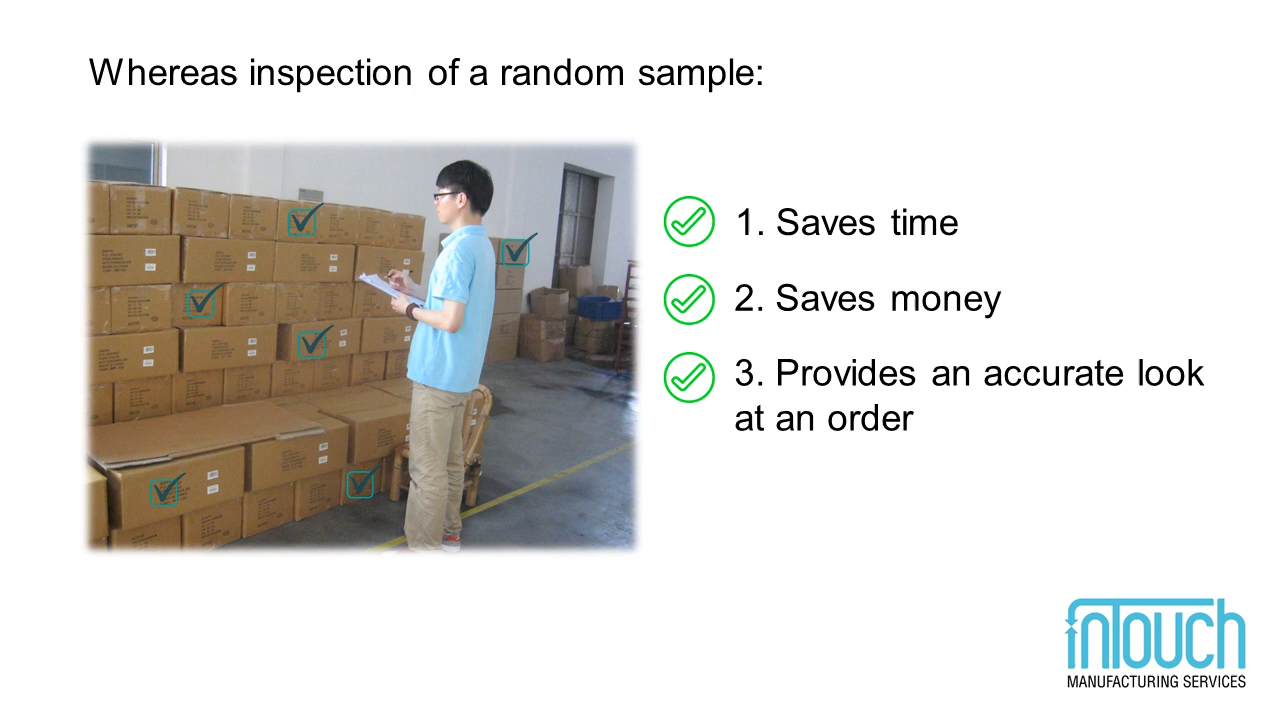 Whereas inspection of a random sample:
1. Saves time
2. Saves money
3. Provides an accurate look
at an order
inTouch
MANUFACTURING SERVICES